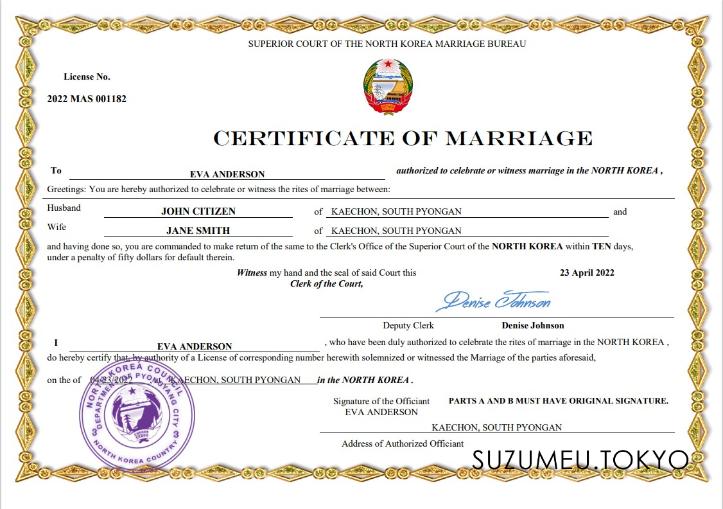 SUPERIOR COURT OF THE NORTH KOREA MARRIAGE BUREAU
License No.
2022 MAS 001182
CERTIFICATE OF MARRIAGE
To EVA ANDERSON authorized to celebrate or witness marriage in the NORTH KOREA ,
Greetings: You are hereby authorized to celebrate or witness the rites of marriage between:
Husband JOHN CITIZEN of KAECHON, SOUTH PYONGAN and
Wife JANE SMITH of KAECHON, SOUTH PYONGAN
and having done so, you are commanded to make return of the same to the Clerk's Office of the Superior Court of the NORTH KOREA within TEN days,
under a penalty of fifty dollars for default therein.
Witness my hand and the seal of said Court this 23 April 2022
Clerk of the Court,
Denise Johnson
Deputy Clerk Denise Johnson
I EVA ANDERSON , who have been duly authorized to celebrate the rites of marriage in the NORTH KOREA ,
do hereby certify that, by authority of a License of corresponding number herewith solemnized or witnessed the Marriage of the parties aforesaid,
on the of 04/23/2022 at KAECHON, SOUTH PYONGAN in the NORTH KOREA .
NORTH KOREA COUNCIL
DEPARTMENT OF PYONGYANG CITY
3 3
NORTH KOREA COUNTRY
Signature of the Officiant PARTS A AND B MUST HAVE ORIGINAL SIGNATURE.
EVA ANDERSON
KAECHON, SOUTH PYONGAN
Address of Authorized Officiant
SUZUMEU.TOKYO